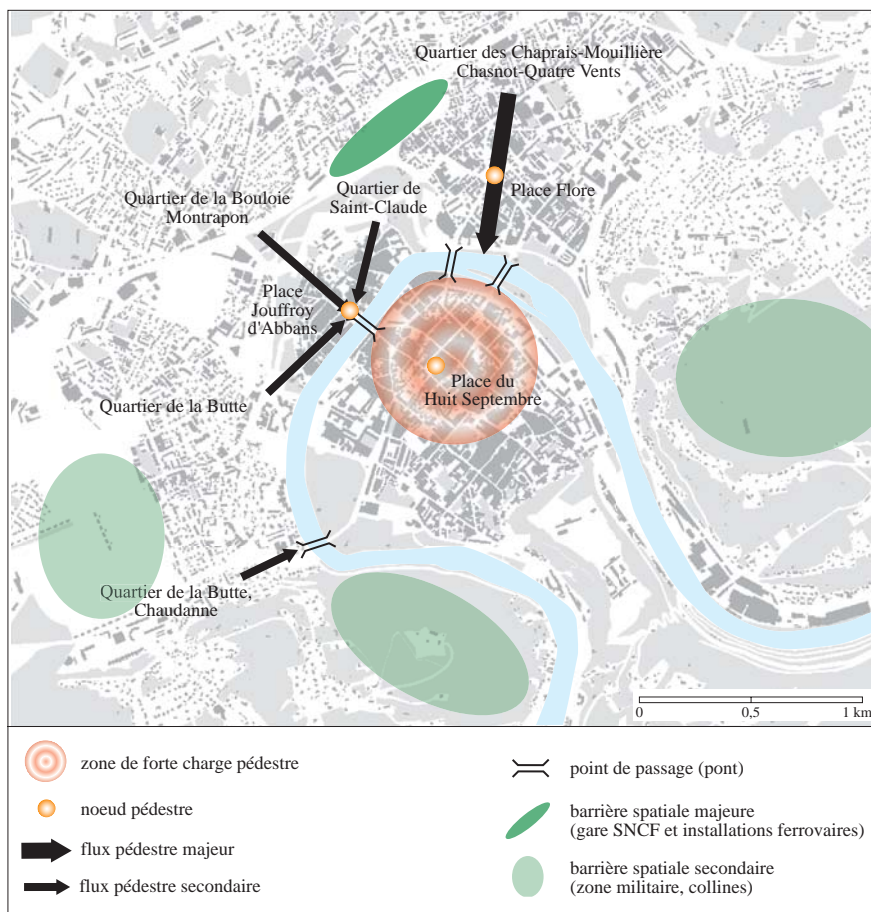 Quartier des Chaprais-Mouillière
Chasnot-Quatre Vents
Quartier de la Bouloie
Montrapon
Quartier de
Saint-Claude
Place Flore
Place
Jouffroy
d'Abbans
Place du
Huit Septembre
Quartier de la Butte
Quartier de la Butte,
Chaudanne
0 0,5 1 km
zone de forte charge pédestre
noeud pédestre
flux pédestre majeur
flux pédestre secondaire
point de passage (pont)
barrière spatiale majeure
(gare SNCF et installations ferrovaires)
barrière spatiale secondaire
(zone militaire, collines)